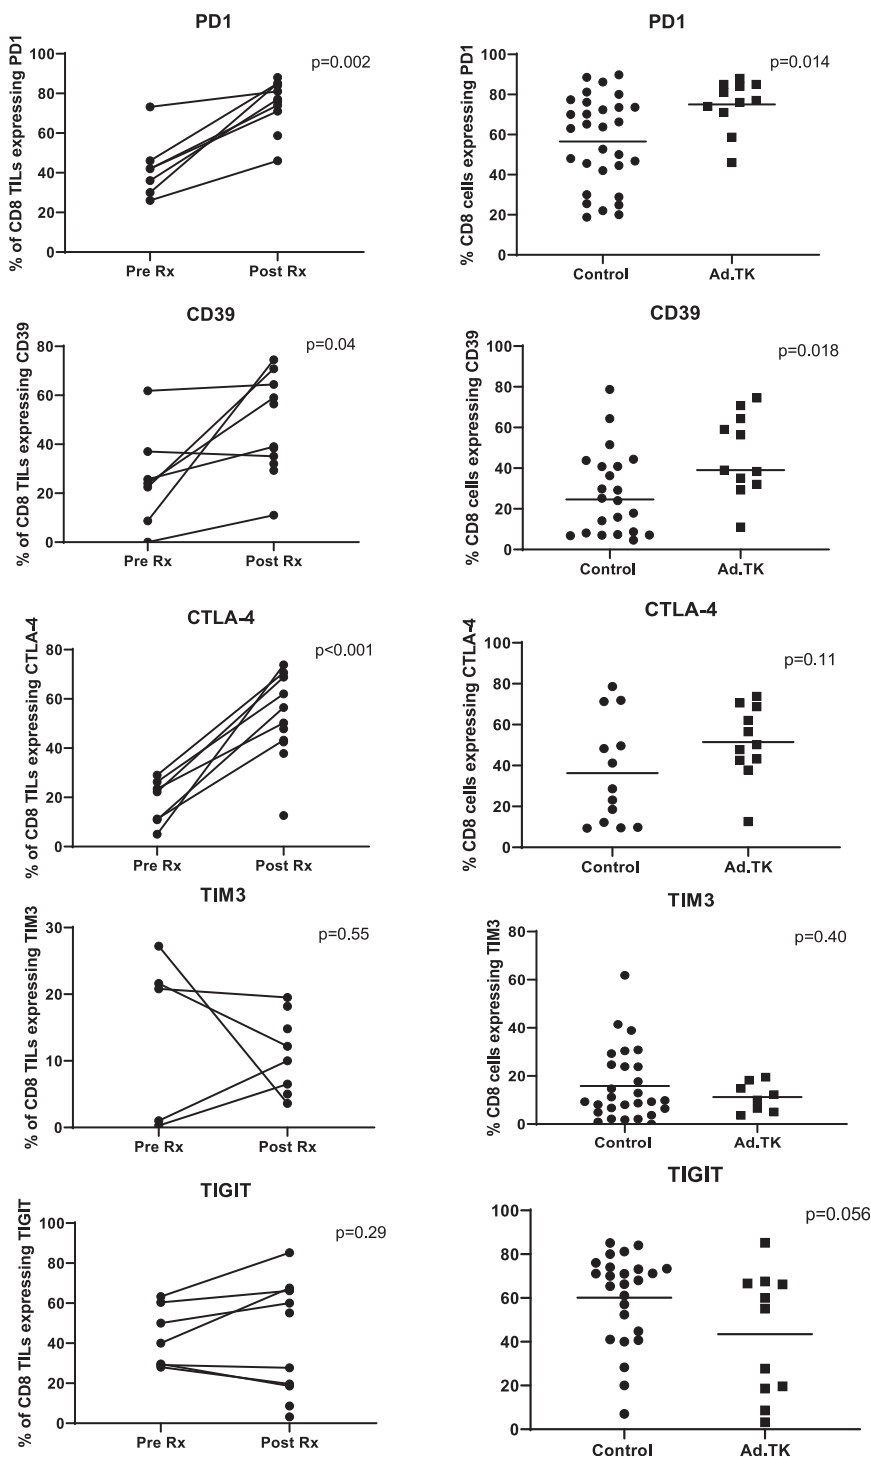 PD1
% of CD8 TILs expressing PD1
100
80
60
40
20
0
p=0.002
Pre Rx
Post Rx
PD1
% CD8 cells expressing PD1
100
80
60
40
20
0
p=0.014
Control
Ad.TK
CD39
% of CD8 TILs expressing CD39
80
60
40
20
0
p=0.04
Pre Rx
Post Rx
CD39
% CD8 cells expressing CD39
100
80
60
40
20
0
p=0.018
Control
Ad.TK
CTLA-4
% of CD8 TILs expressing CTLA-4
80
60
40
20
0
p<0.001
Pre Rx
Post Rx
CTLA-4
% CD8 cells expressing CTLA-4
100
80
60
40
20
0
p=0.11
Control
Ad.TK
TIM3
% of CD8 TILs expressing TIM3
30
20
10
0
p=0.55
Pre Rx
Post Rx
TIM3
% CD8 cells expressing TIM3
80
60
40
20
0
p=0.40
Control
Ad.TK
TIGIT
% of CD8 TILs expressing TIGIT
100
80
60
40
20
0
p=0.29
Pre Rx
Post Rx
TIGIT
% CD8 cells expressing TIGIT
100
80
60
40
20
0
p=0.056
Control
Ad.TK